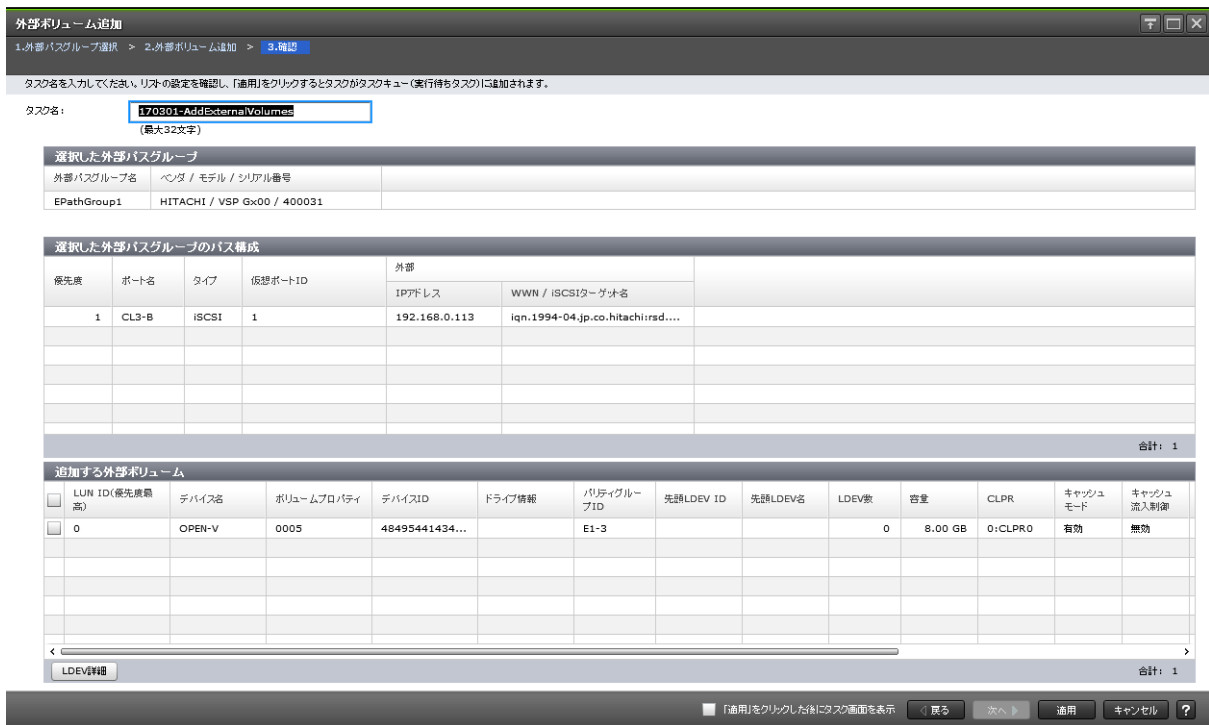 外部ボリューム追加
1.外部パスグループ選択 > 2.外部ボリューム追加 > 3.確認
タスク名を入力してください。リストの設定を確認し、「適用」をクリックするとタスクがタスクキュー(実行待ちタスク)に追加されます。
タスク名: 170301-AddExternalVolumes
(最大32文字)
選択した外部パスグループ
外部パスグループ名 ベンダ / モデル / シリアル番号
EPathGroup1 HITACHI / VSP Gx00 / 400031
選択した外部パスグループのパス構成
優先度 ポート名 タイプ 仮想ポートID 外部
IPアドレス WWN / iSCSIターゲット名
1 CL3-B iSCSI 1 192.168.0.113 iqn.1994-04.jp.co.hitachi:rsd....
合計: 1
追加する外部ボリューム
LUN ID(優先度最高) デバイス名 ボリュームプロパティ デバイスID ドライブ情報 パリティグループID 先頭LDEV ID 先頭LDEV名 LDEV数 容量 CLPR キャッシュモード キャッシュ流入制御
0 OPEN-V 0005 48495441434... E1-3 0 8.00 GB 0:CLPR0 有効 無効
LDEV詳細 合計: 1
「適用」をクリックした後にタスク画面を表示 戻る 次へ 適用 キャンセル ?